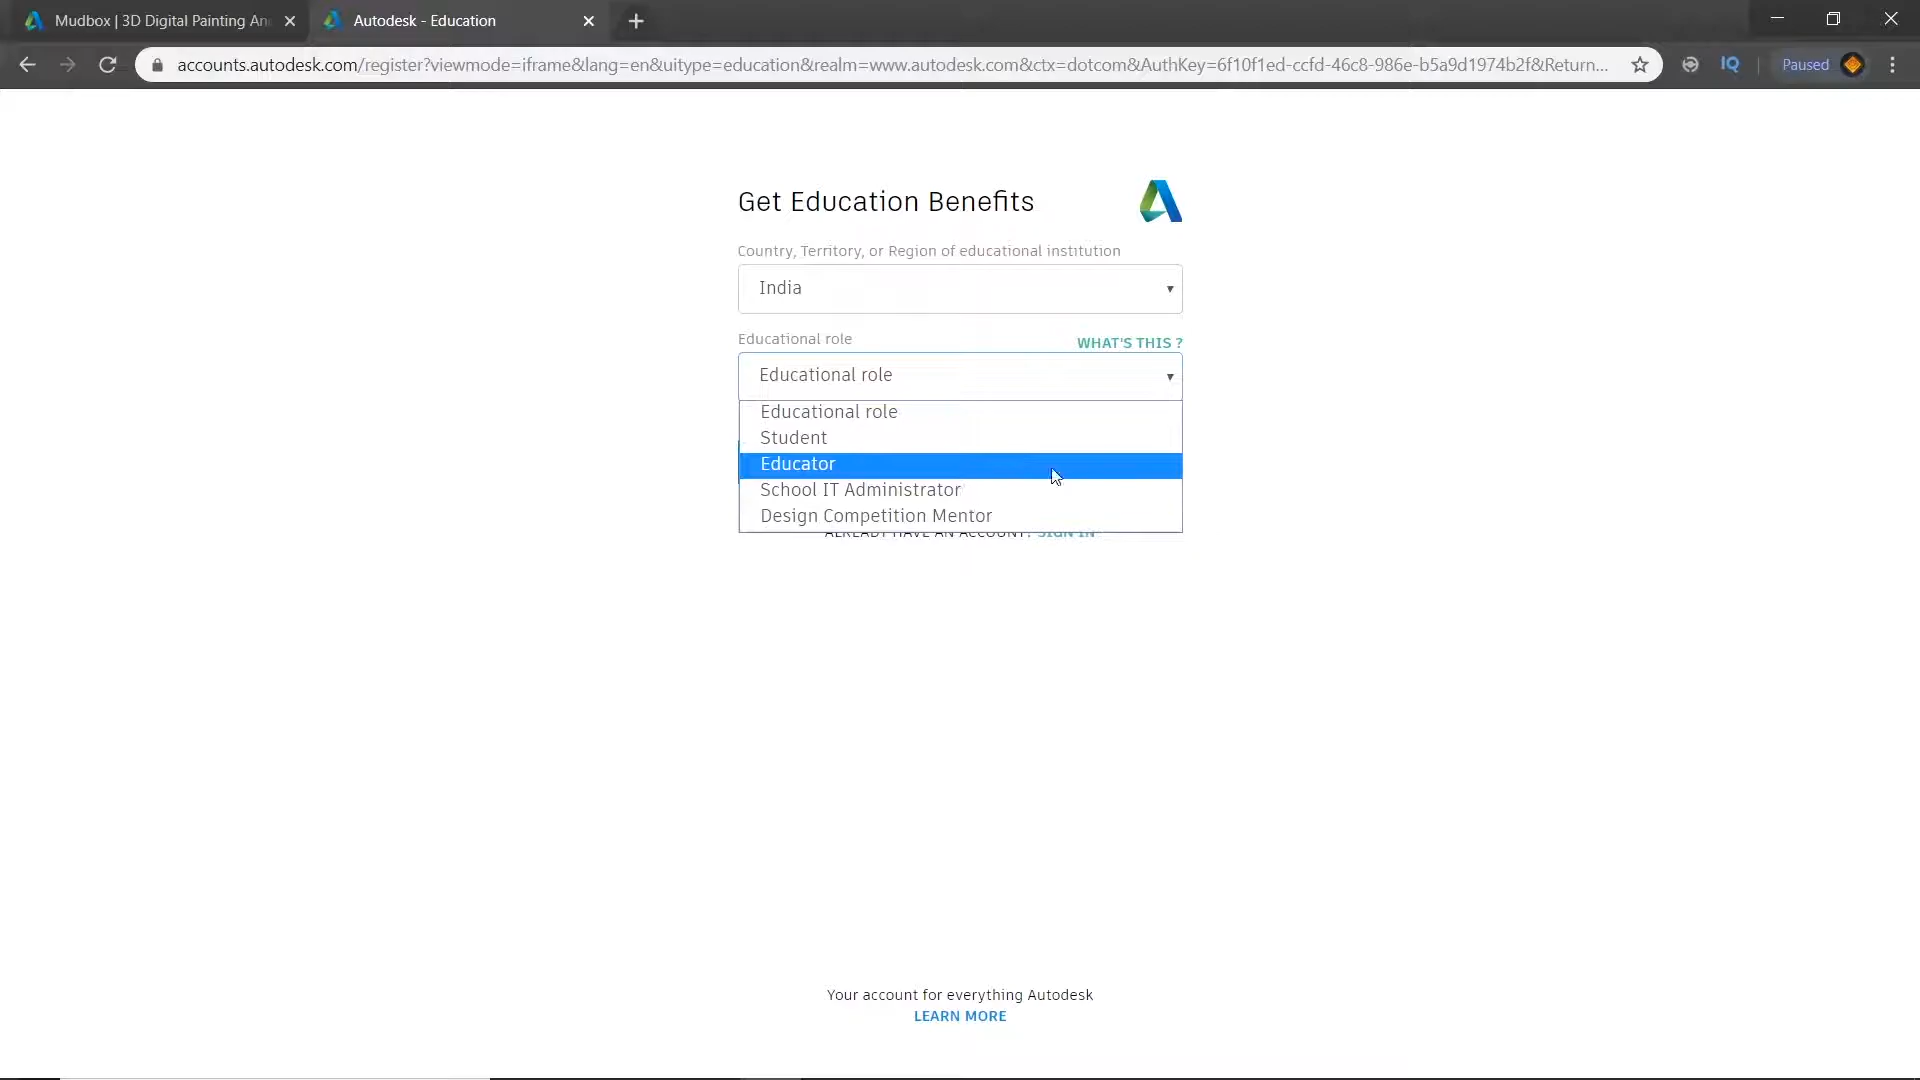 Mudbox | 3D Digital Painting An
Autodesk - Education
accounts.autodesk.com/register?viewmode=iframe&lang=en&uitype=education&realm=www.autodesk.com&ctx=dotcom&AuthKey=6f10f1ed-ccfd-46c8-986e-b5a9d1974b2f&Return...
IQ
Paused
Get Education Benefits
Country, Territory, or Region of educational institution
India
Educational role
WHAT'S THIS ?
Educational role
Educational role
Student
Educator
School IT Administrator
Design Competition Mentor
ALREADY HAVE AN ACCOUNT? SIGN IN
Your account for everything Autodesk
LEARN MORE